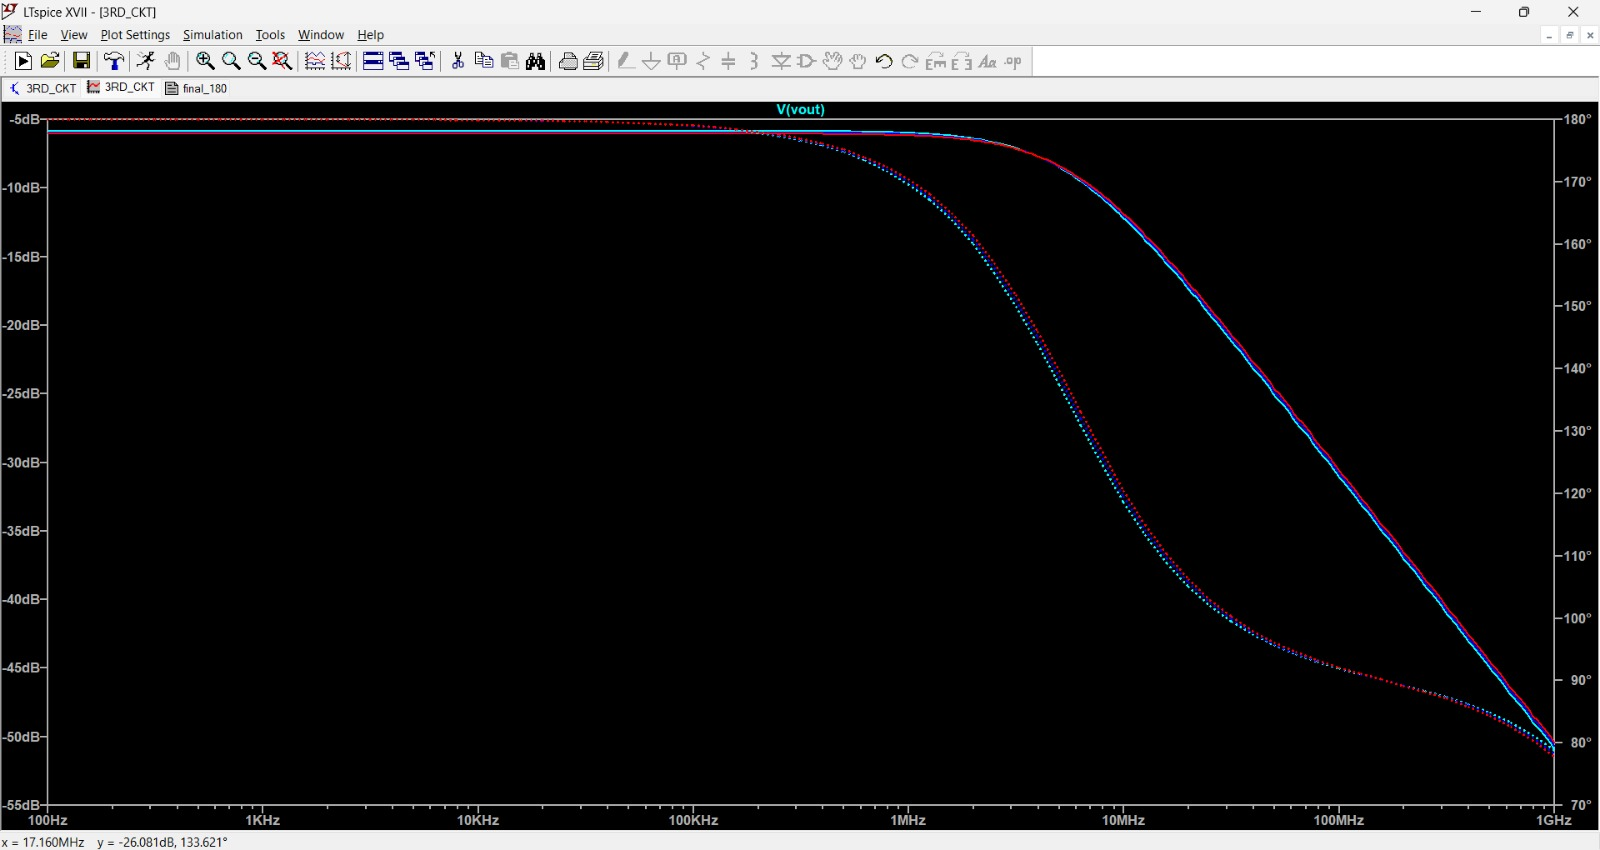 LTspice XVII - [3RD_CKT]
File View Plot Settings Simulation Tools Window Help
3RD_CKT 3RD_CKT final_180
V(vout)
-5dB 180°
-10dB 170°
-15dB 160°
-20dB 150°
-25dB 140°
-30dB 130°
-35dB 120°
-40dB 110°
-45dB 100°
-50dB 90°
-55dB 80°
70°
100Hz 1KHz 10KHz 100KHz 1MHz 10MHz 100MHz 1GHz
x = 17.160MHz y = -26.081dB, 133.621°